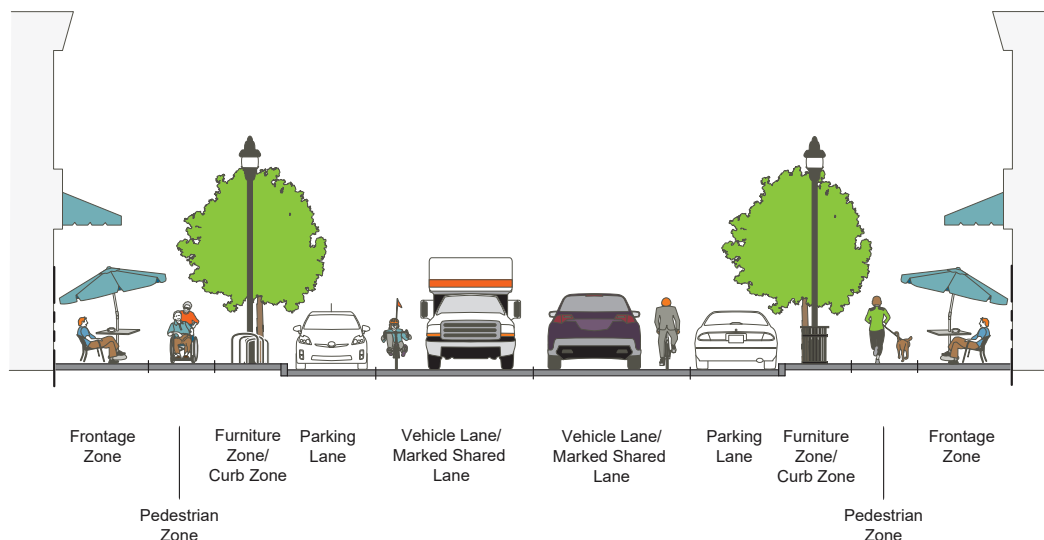 Frontage
Zone
Pedestrian
Zone
Furniture
Zone/
Curb Zone
Parking
Lane
Vehicle Lane/
Marked Shared
Lane
Vehicle Lane/
Marked Shared
Lane
Parking
Lane
Furniture
Zone/
Curb Zone
Pedestrian
Zone
Frontage
Zone